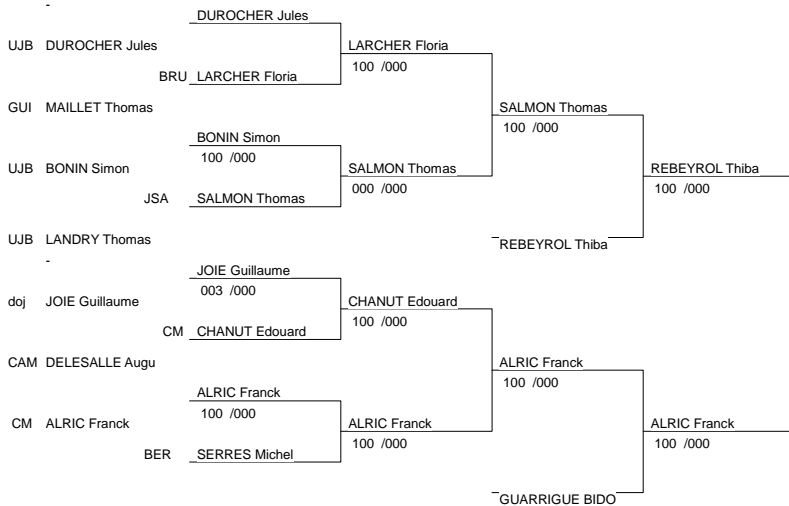 -
DUROCHER Jules
UJB DUROCHER Jules LARCHER Floria
100 /000
BRU LARCHER Floria
GUI MAILLET Thomas SALMON Thomas
100 /000
BONIN Simon
100 /000
UJB BONIN Simon SALMON Thomas REBEYROL Thiba
000 /000 100 /000
JSA SALMON Thomas
UJB LANDRY Thomas REBEYROL Thiba
-
JOIE Guillaume
003 /000
doj JOIE Guillaume CHANUT Edouard
100 /000
CM CHANUT Edouard
CAM DELESALLE Augu ALRIC Franck
100 /000
ALRIC Franck
100 /000
CM ALRIC Franck ALRIC Franck ALRIC Franck
100 /000 100 /000
BER SERRES Michel
GUARRIGUE BIDO